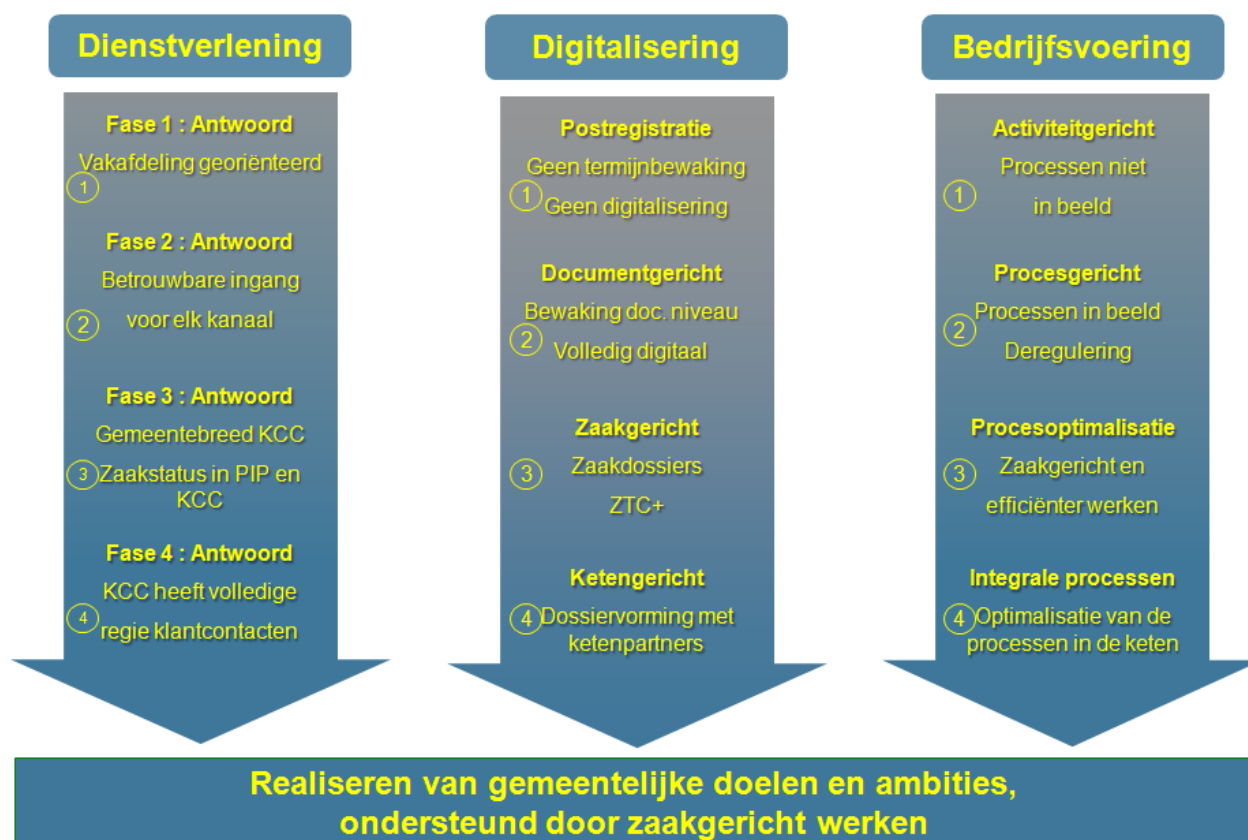 Dienstverlening
Fase 1 : Antwoord
Vakafdeling georiënteerd
1
Fase 2 : Antwoord
Betrouwbare ingang
2
voor elk kanaal
Fase 3 : Antwoord
Gemeentebreed KCC
3 Zaakstatus in PIP en
KCC
Fase 4 : Antwoord
KCC heeft volledige
4
regie klantcontacten
Digitalisering
Postregistratie
Geen termijnbewaking
1
Geen digitalisering
Documentgericht
Bewaking doc. niveau
2
Volledig digitaal
Zaakgericht
3 Zaakdossiers
ZTC+
Ketengericht
4 Dossiervorming met
ketenpartners
Bedrijfsvoering
Activiteitgericht
Processen niet
1
in beeld
Procesgericht
Processen in beeld
2
Deregulering
Procesoptimalisatie
3 Zaakgericht en
efficiënter werken
Integrale processen
4 Optimalisatie van de
processen in de keten
Realiseren van gemeentelijke doelen en ambities,
ondersteund door zaakgericht werken